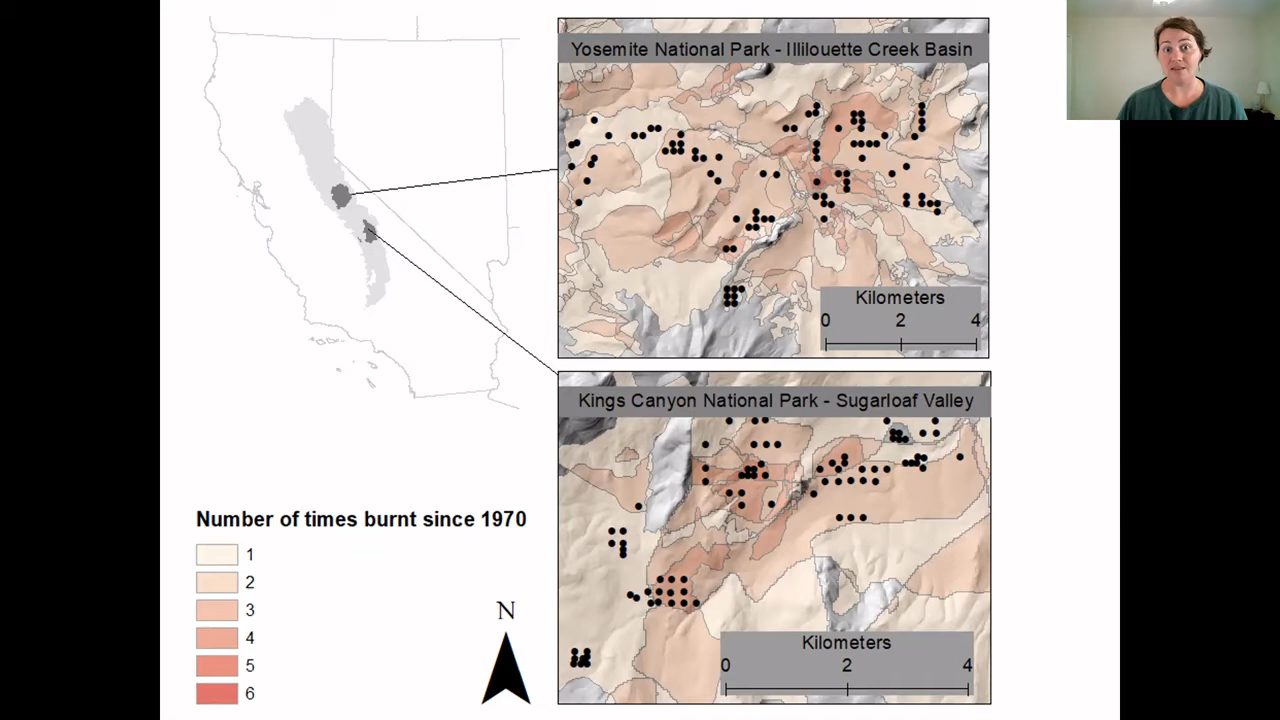 Yosemite National Park - Illilouette Creek Basin
Kilometers
0 2 4
Kings Canyon National Park - Sugarloaf Valley
Kilometers
0 2 4
Number of times burnt since 1970
1
2
3
4
5
6
N